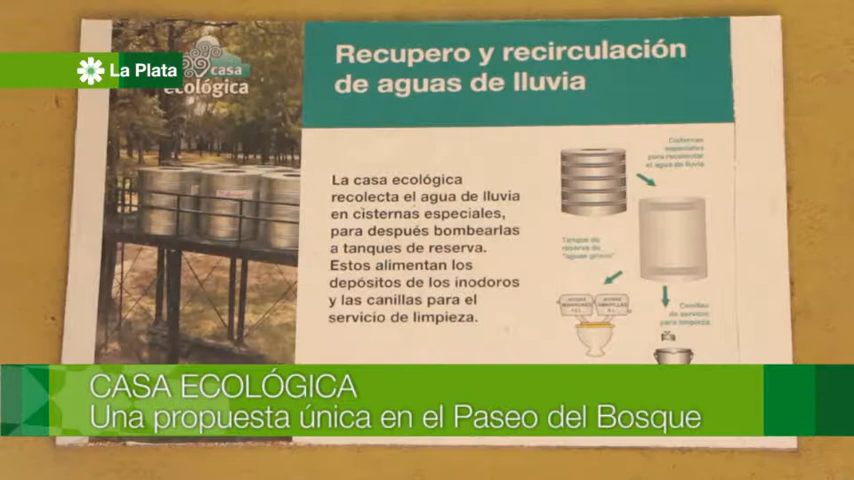 La Plata
casa
ecológica
Recupero y recirculación
de aguas de lluvia
La casa ecológica
recolecta el agua de lluvia
en cisternas especiales,
para después bombearlas
a tanques de reserva.
Estos alimentan los
depósitos de los inodoros
y las canillas para el
servicio de limpieza.
Cisternas
especiales
para recolectar
el agua de lluvia
Tanque de
reserva de
"aguas grises"
Canillas
de servicio
para limpieza
CASA ECOLÓGICA
Una propuesta única en el Paseo del Bosque